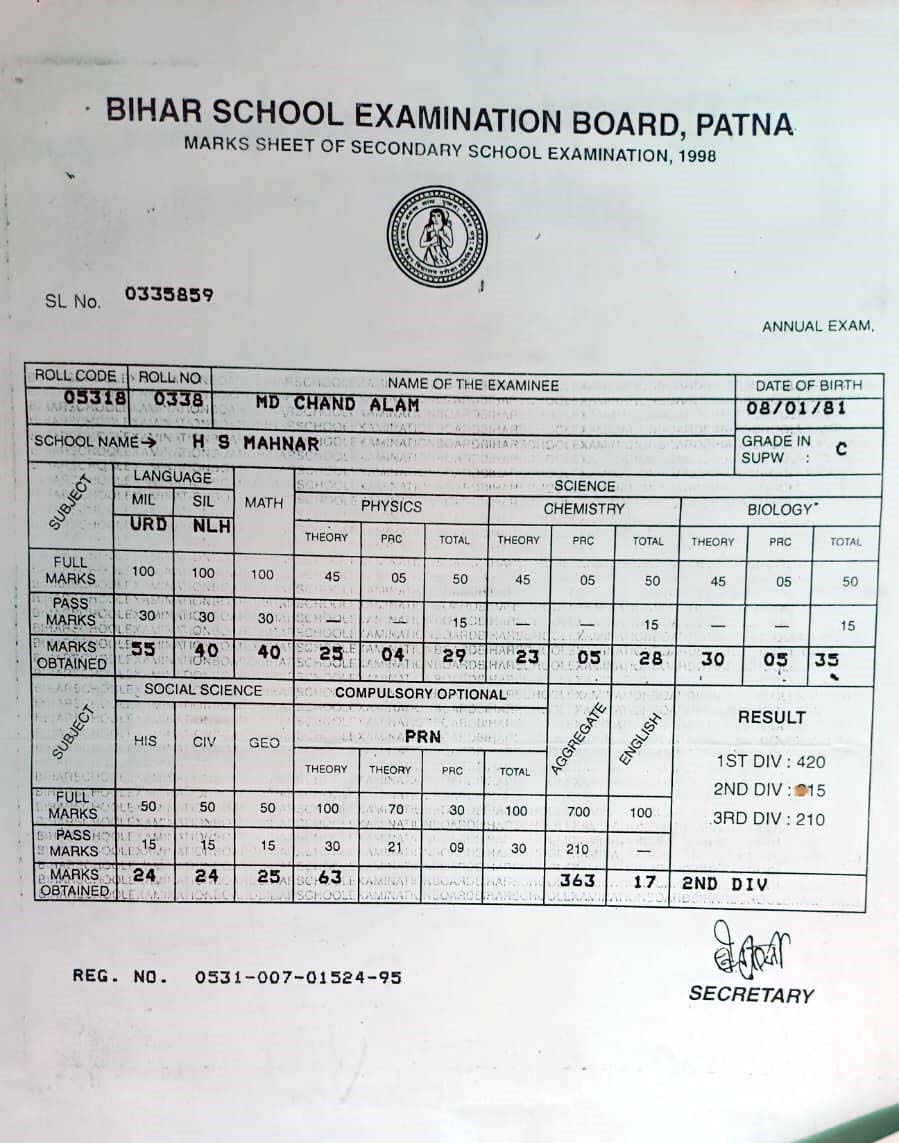 BIHAR SCHOOL EXAMINATION BOARD, PATNA
MARKS SHEET OF SECONDARY SCHOOL EXAMINATION, 1998
SL No. 0335859
ANNUAL EXAM,
ROLL CODE ROLL NO NAME OF THE EXAMINEE DATE OF BIRTH
05318 0338 MD CHAND ALAM 08/01/81
SCHOOL NAME→ H S MAHNAR GRADE IN SUPW : C
SUBJECT LANGUAGE MATH SCIENCE
MIL SIL PHYSICS CHEMISTRY BIOLOGY*
URD NLH THEORY PRC TOTAL THEORY PRC TOTAL THEORY PRC TOTAL
FULL MARKS 100 100 100 45 05 50 45 05 50 45 05 50
PASS MARKS 30 30 30 — — 15 — — 15 — — 15
MARKS OBTAINED 55 40 40 25 04 29 23 05 28 30 05 35
SUBJECT SOCIAL SCIENCE COMPULSORY OPTIONAL AGGREGATE ENGLISH RESULT
HIS CIV GEO PRN 1ST DIV : 420
THEORY THEORY PRC TOTAL 2ND DIV : 15
FULL MARKS 50 50 50 100 70 30 100 700 100 3RD DIV : 210
PASS MARKS 15 15 15 30 21 09 30 210 —
MARKS OBTAINED 24 24 25 63 363 17 2ND DIV
REG. NO. 0531-007-01524-95
SECRETARY